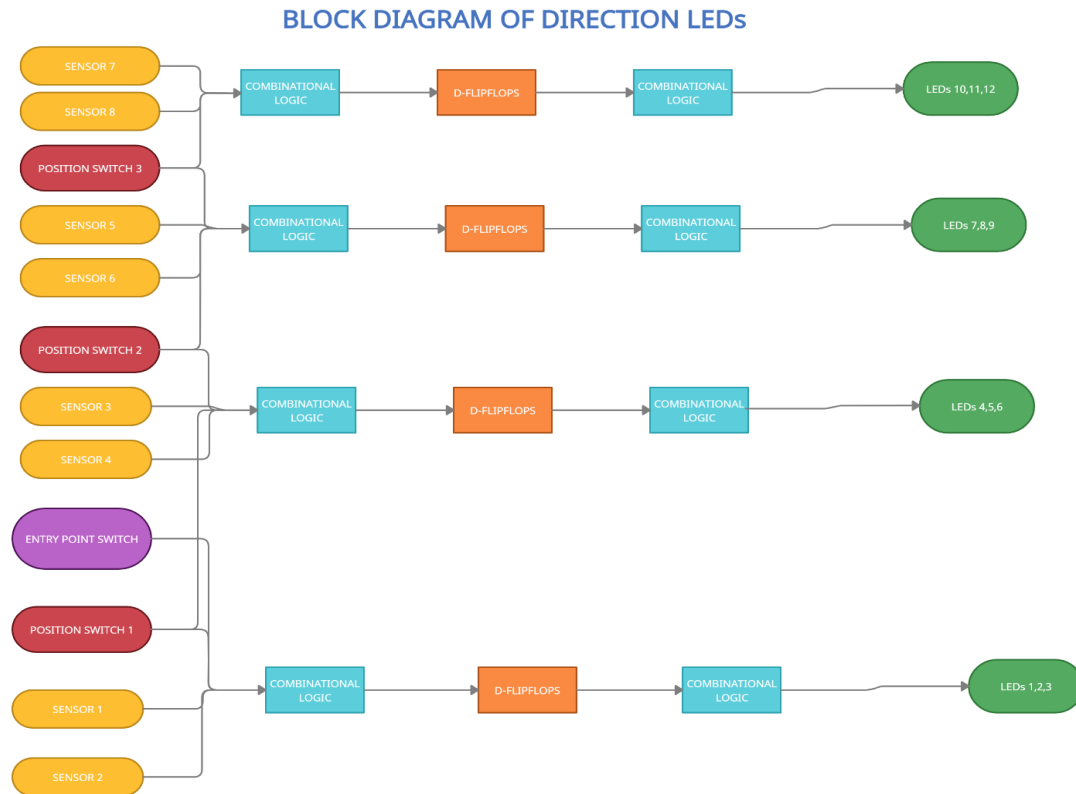 BLOCK DIAGRAM OF DIRECTION LEDs
SENSOR 7
COMBINATIONAL
LOGIC
D-FLIPFLOPS
COMBINATIONAL
LOGIC
LEDs 10,11,12
SENSOR 8
POSITION SWITCH 3
SENSOR 5
COMBINATIONAL
LOGIC
D-FLIPFLOPS
COMBINATIONAL
LOGIC
LEDs 7,8,9
SENSOR 6
POSITION SWITCH 2
SENSOR 3
COMBINATIONAL
LOGIC
D-FLIPFLOPS
COMBINATIONAL
LOGIC
LEDs 4,5,6
SENSOR 4
ENTRY POINT SWITCH
POSITION SWITCH 1
COMBINATIONAL
LOGIC
D-FLIPFLOPS
COMBINATIONAL
LOGIC
LEDs 1,2,3
SENSOR 1
SENSOR 2